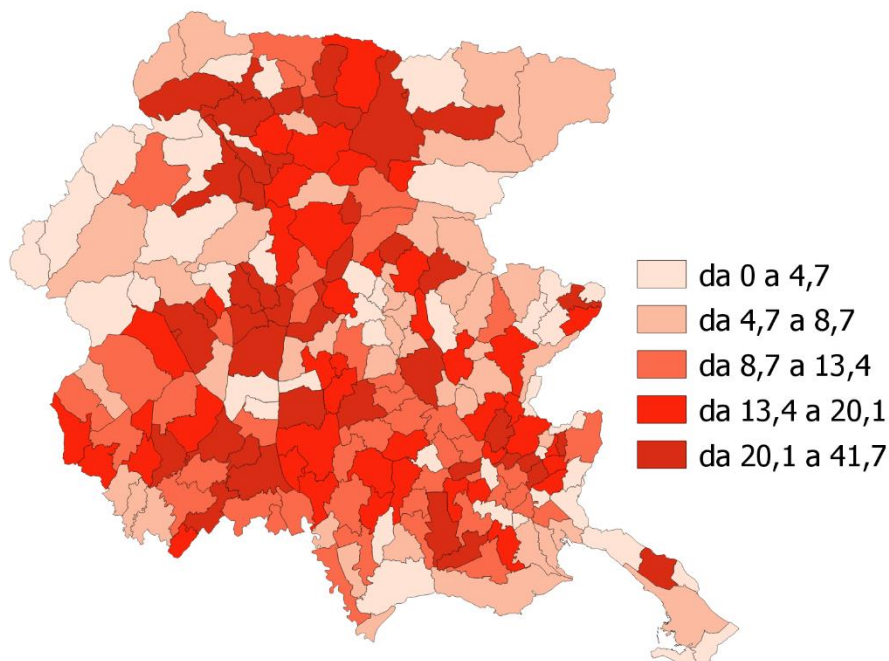 da 0 a 4,7
da 4,7 a 8,7
da 8,7 a 13,4
da 13,4 a 20,1
da 20,1 a 41,7